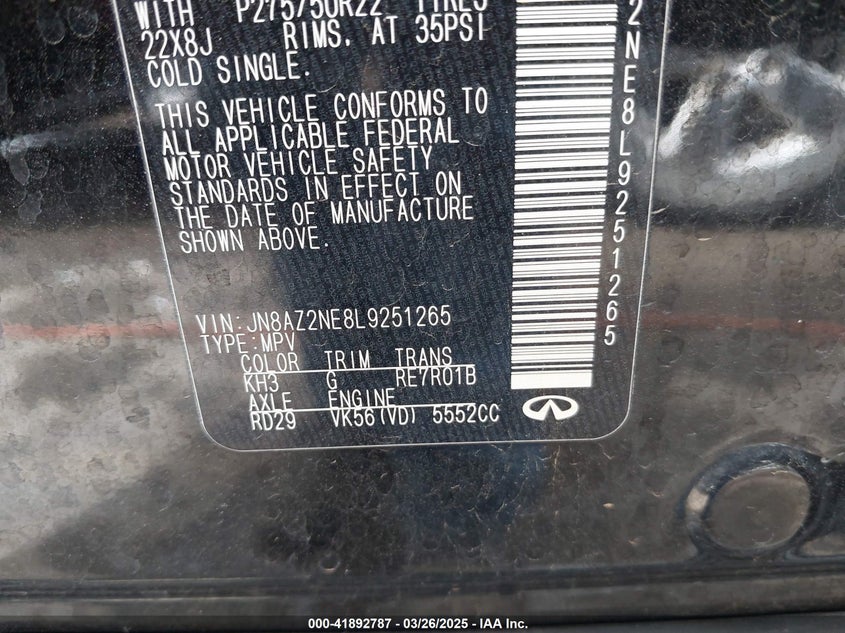 WITH P275/50R22 TIRES
22X8J RIMS, AT 35PSI
COLD SINGLE.
THIS VEHICLE CONFORMS TO
ALL APPLICABLE FEDERAL
MOTOR VEHICLE SAFETY
STANDARDS IN EFFECT ON
THE DATE OF MANUFACTURE
SHOWN ABOVE.
VIN:JN8AZ2NE8L9251265
TYPE:MPV
COLOR TRIM TRANS
KH3 G RE7R01B
AXLE ENGINE
RD29 VK56(VD) 5552CC
2NE8L9251265
000-41892787 - 03/26/2025 - IAA Inc.